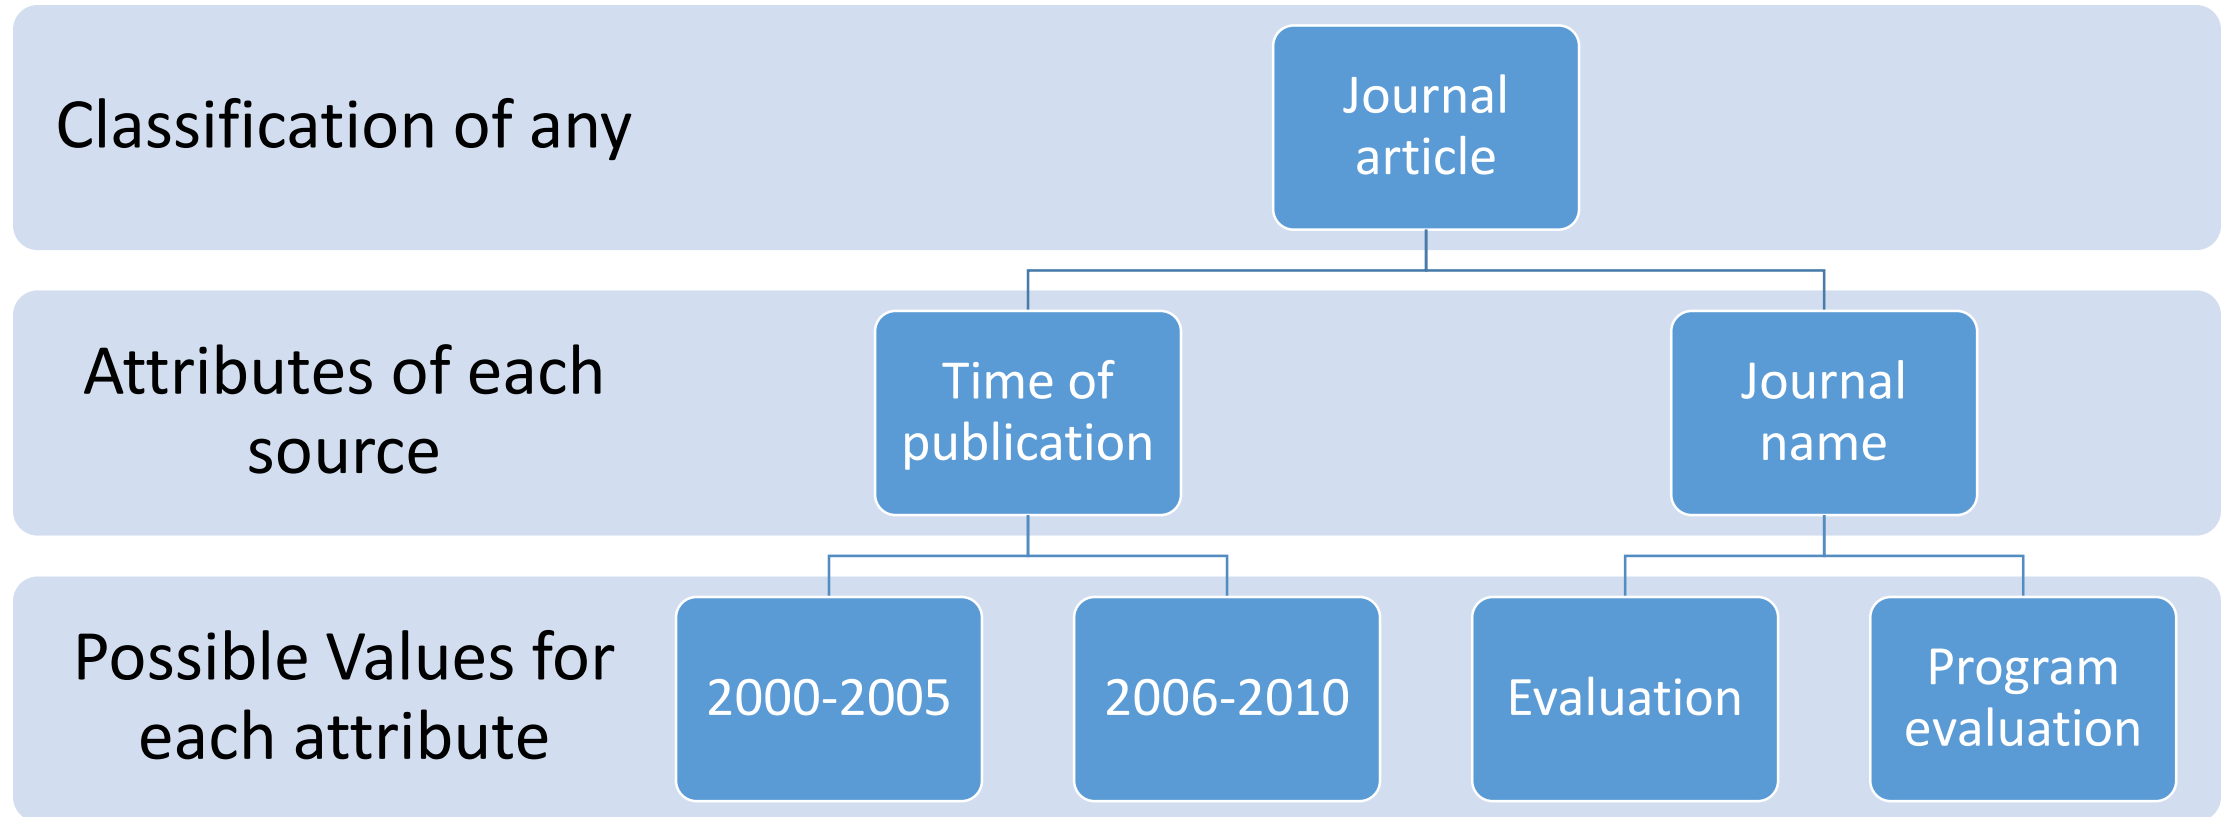 Classification of any
Journal
article
Attributes of each
source
Time of
publication
Journal
name
Possible Values for
each attribute
2000-2005
2006-2010
Evaluation
Program
evaluation